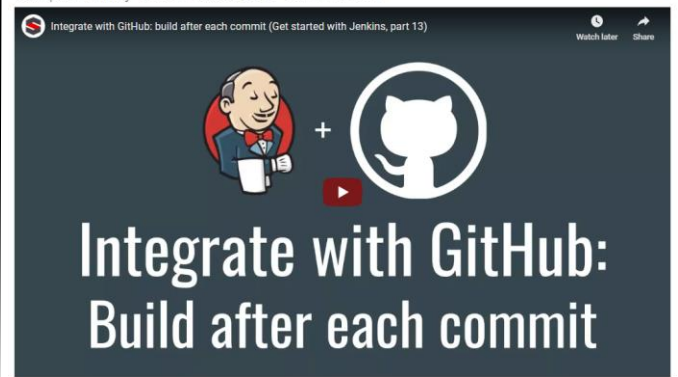 Integrate with GitHub: build after each commit (Get started with Jenkins, part 13)
Watch later
Share
+
Integrate with GitHub:
Build after each commit